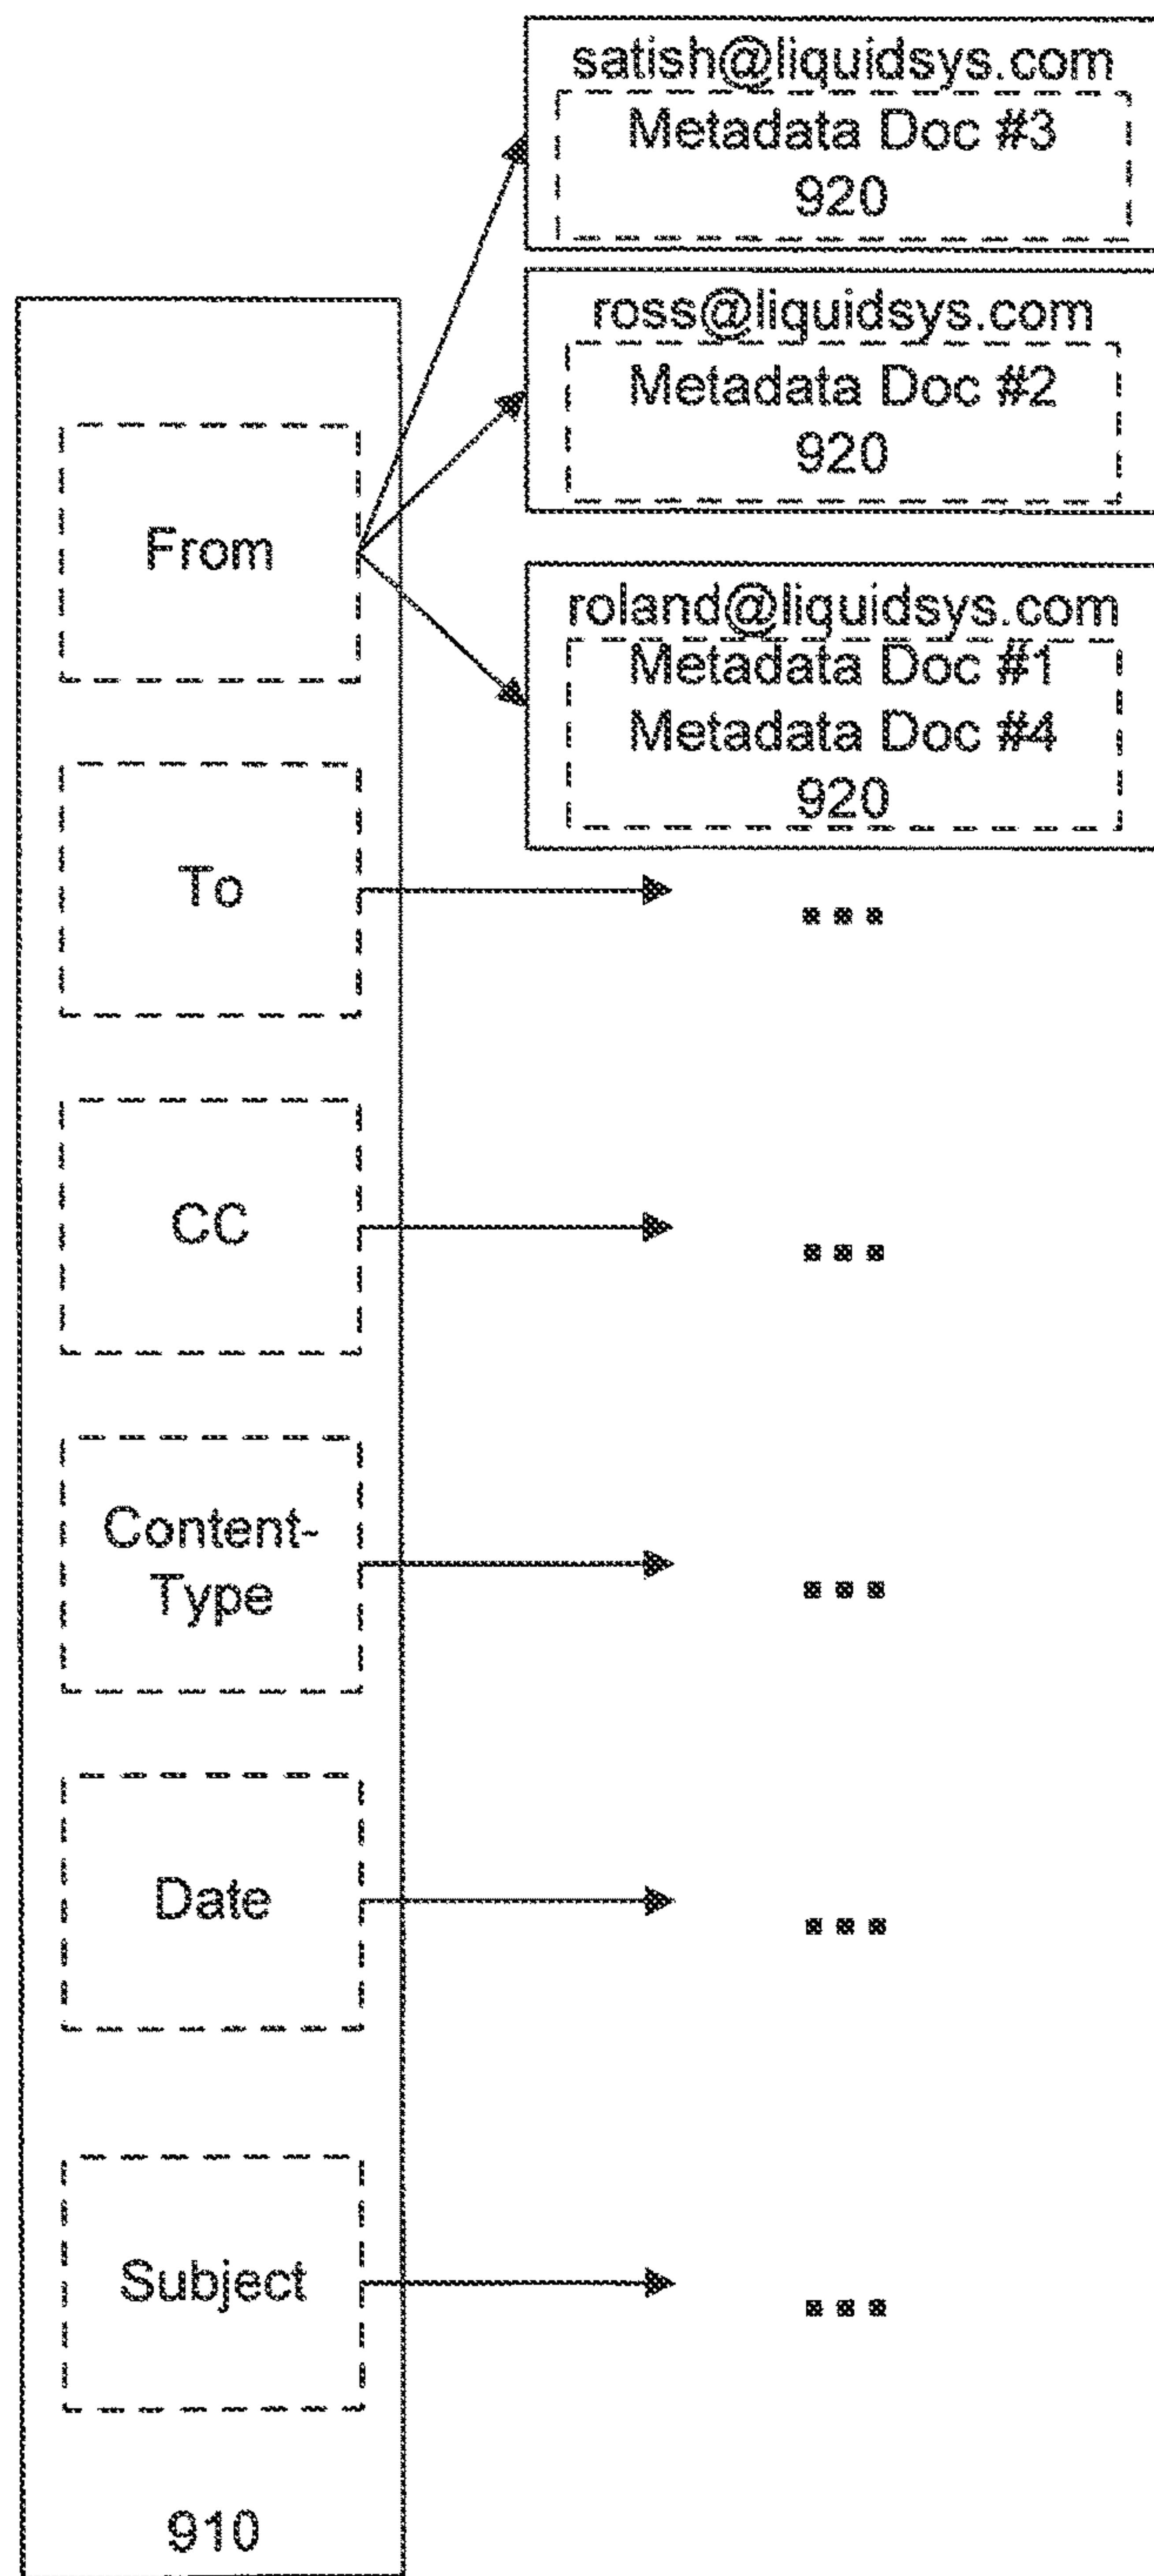 satish@liquidsys.com
Metadata Doc #3
920
ross@liquidsys.com
Metadata Doc #2
920
From
roland@liquidsys.com
Metadata Doc #1
Metadata Doc #4
920
To
...
CC
...
Content-
Type
...
Date
...
Subject
...
910